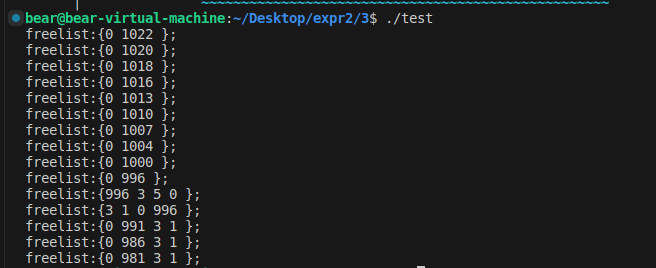 bear@bear-virtual-machine:~/Desktop/expr2/3$ ./test
freelist:{0 1022 };
freelist:{0 1020 };
freelist:{0 1018 };
freelist:{0 1016 };
freelist:{0 1013 };
freelist:{0 1010 };
freelist:{0 1007 };
freelist:{0 1004 };
freelist:{0 1000 };
freelist:{0 996 };
freelist:{996 3 5 0 };
freelist:{3 1 0 996 };
freelist:{0 991 3 1 };
freelist:{0 986 3 1 };
freelist:{0 981 3 1 };